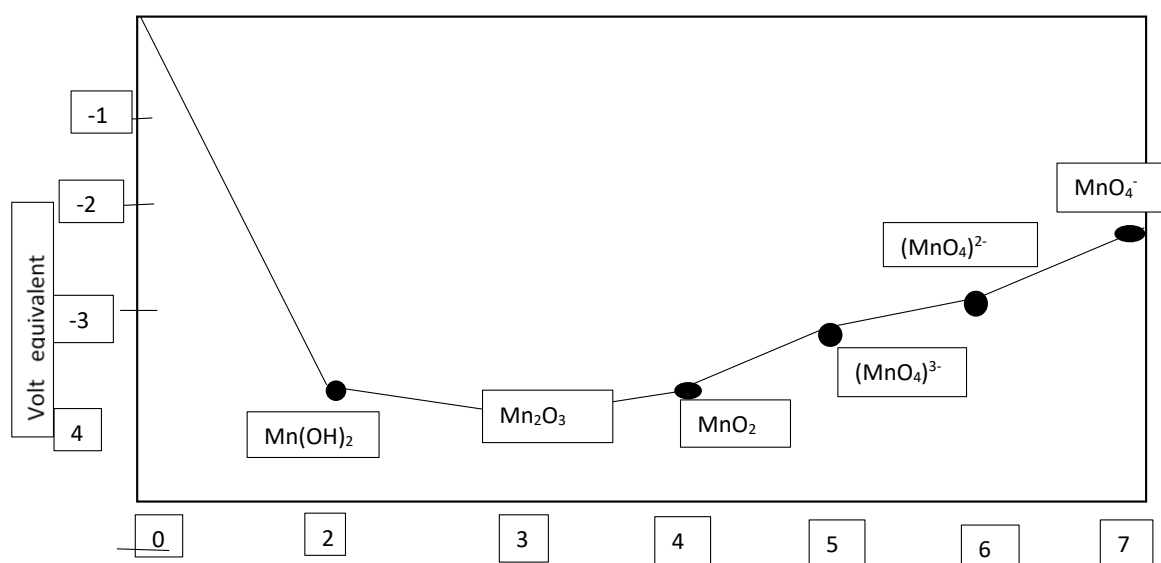 -1
-2
MnO₄⁻
(MnO₄)²⁻
Volt equivalent
-3
(MnO₄)³⁻
Mn₂O₃
4
Mn(OH)₂
MnO₂
0
2
3
4
5
6
7